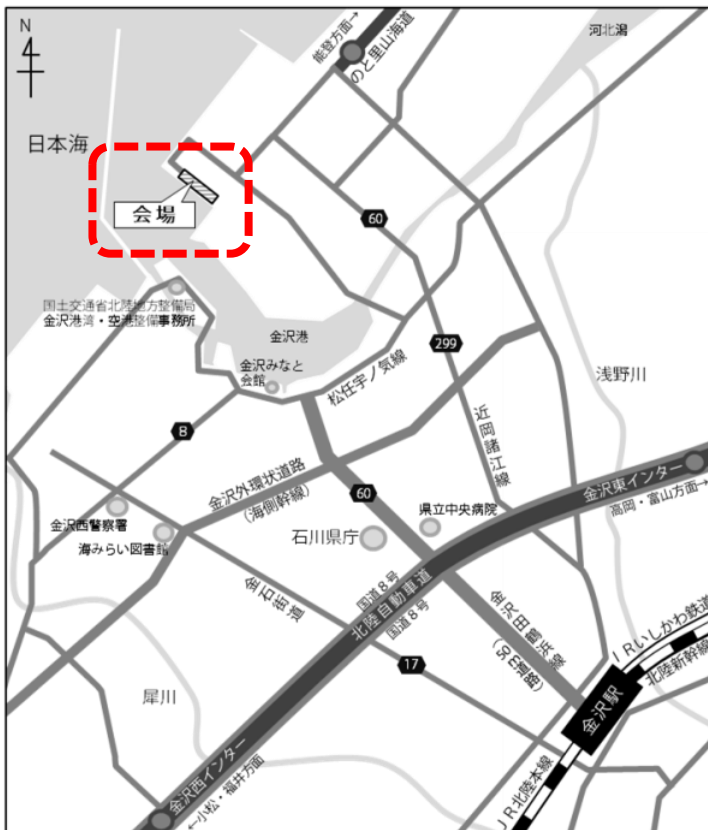 N
能登方面→
のと里山海道
河北潟
日本海
会場
60
国土交通省北陸地方整備局
金沢港湾・空港整備事務所
金沢港
金沢みなと
会館
松任宇ノ気線
299
浅野川
8
近岡諸江線
金沢外環状道路
(海側幹線)
60
金沢東インター
高岡・富山方面→
金沢西警察署
海みらい図書館
石川県庁
県立中央病院
国道8号
北陸自動車道
国道8号
金石街道
金沢田鶴浜線
(50m道路)
17
犀川
IRいしかわ鉄道
北陸新幹線
金沢駅
JR北陸本線
金沢西インター
←小松・福井方面